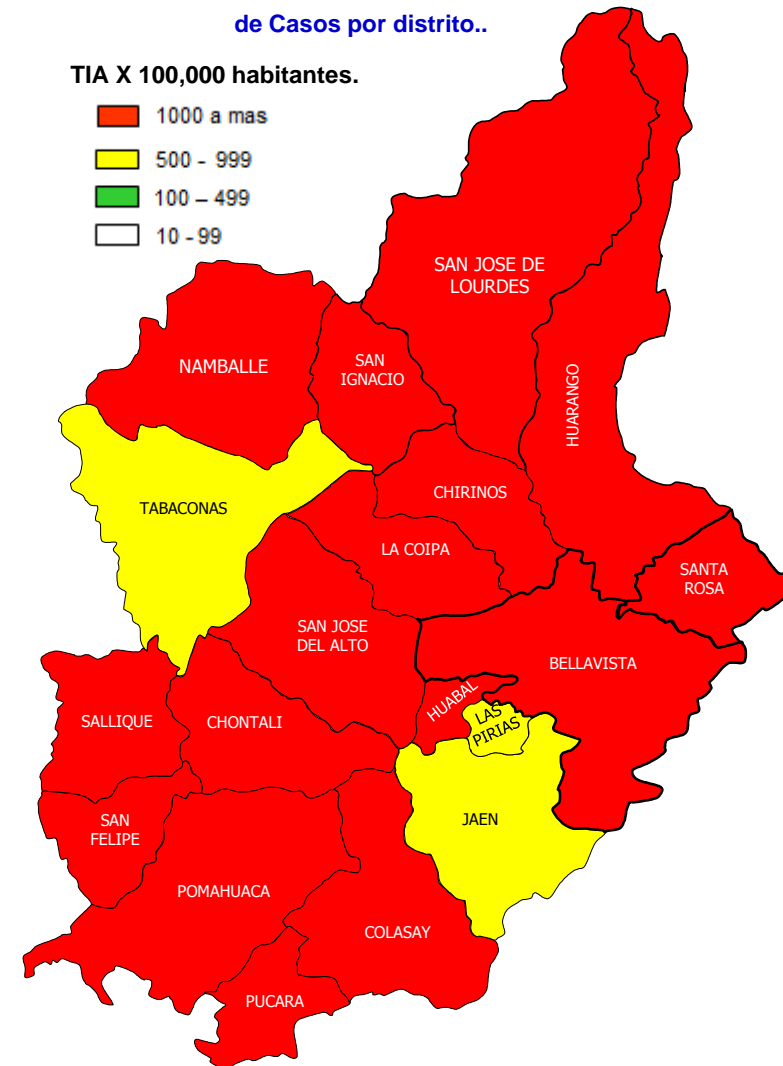 de Casos por distrito..
TIA X 100,000 habitantes.
1000 a mas
500 - 999
100 – 499
10 - 99
SAN JOSE DE
LOURDES
NAMBALLE
SAN
IGNACIO
HUARANGO
TABACONAS
CHIRINOS
LA COIPA
SANTA
ROSA
SAN JOSE
DEL ALTO
BELLAVISTA
HUABAL
LAS
PIRIAS
SALLIQUE
CHONTALI
SAN
FELIPE
JAEN
POMAHUACA
COLASAY
PUCARA